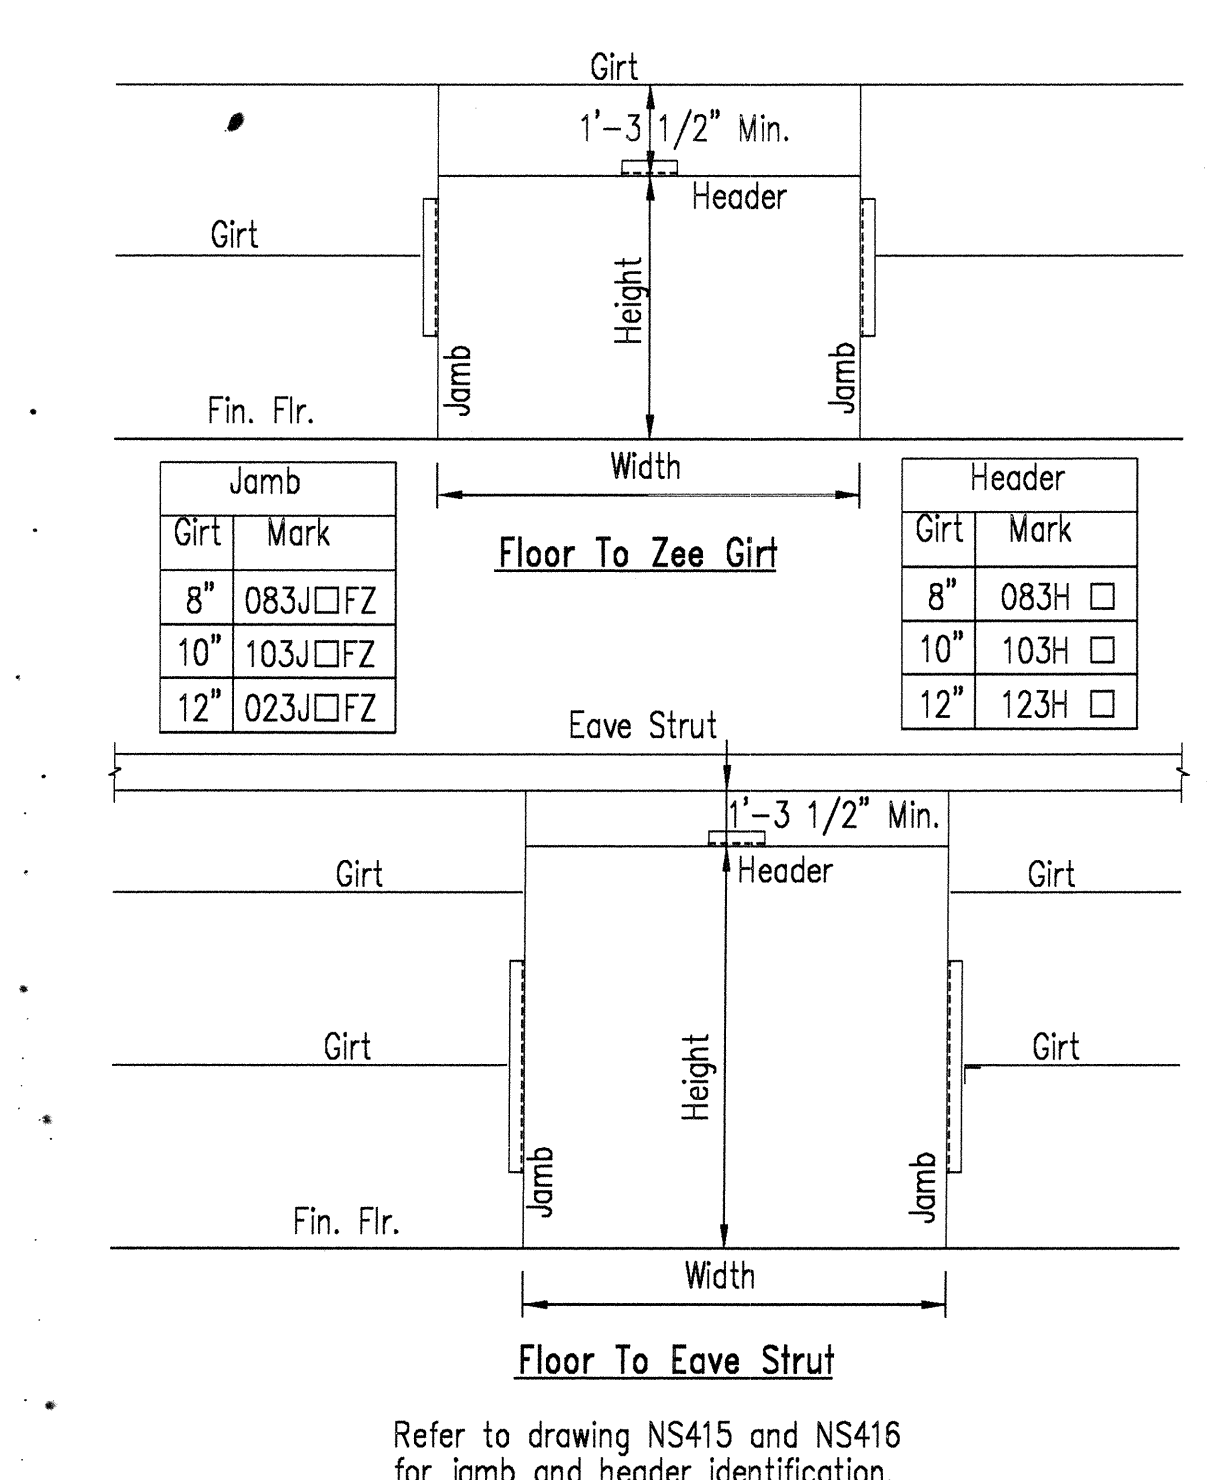 Girt
1'-3 1/2" Min.
Header
Girt
Height
Jamb
Jamb
Fin. Flr.
Width
Jamb
Girt Mark
8" 083J□FZ
10" 103J□FZ
12" 023J□FZ
Header
Girt Mark
8" 083H □
10" 103H □
12" 123H □
Floor To Zee Girt
Eave Strut
1'-3 1/2" Min.
Header
Girt
Girt
Girt
Girt
Height
Jamb
Jamb
Fin. Flr.
Width
Floor To Eave Strut
Refer to drawing NS415 and NS416
for jamb and header identification.